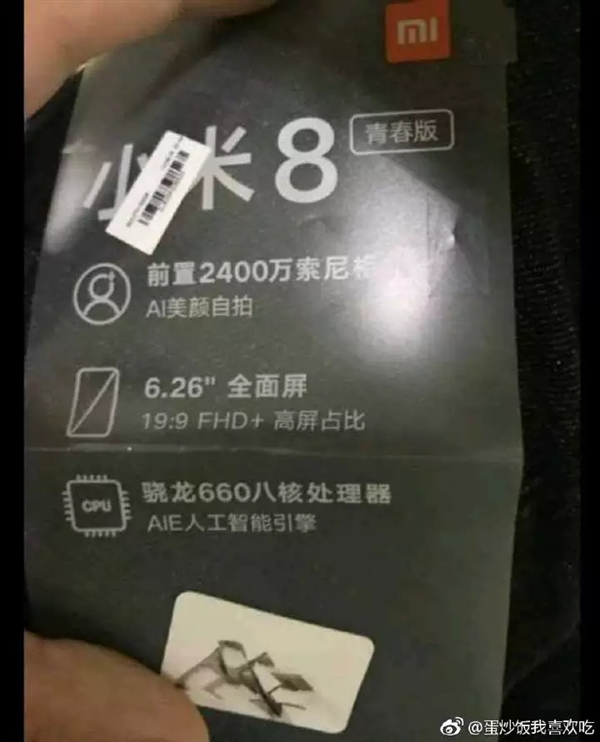 mi
小米8 青春版
前置2400万索尼
AI美颜自拍
6.26" 全面屏
19:9 FHD+ 高屏占比
CPU
骁龙660八核处理器
AIE人工智能引擎
@蛋炒饭我喜欢吃